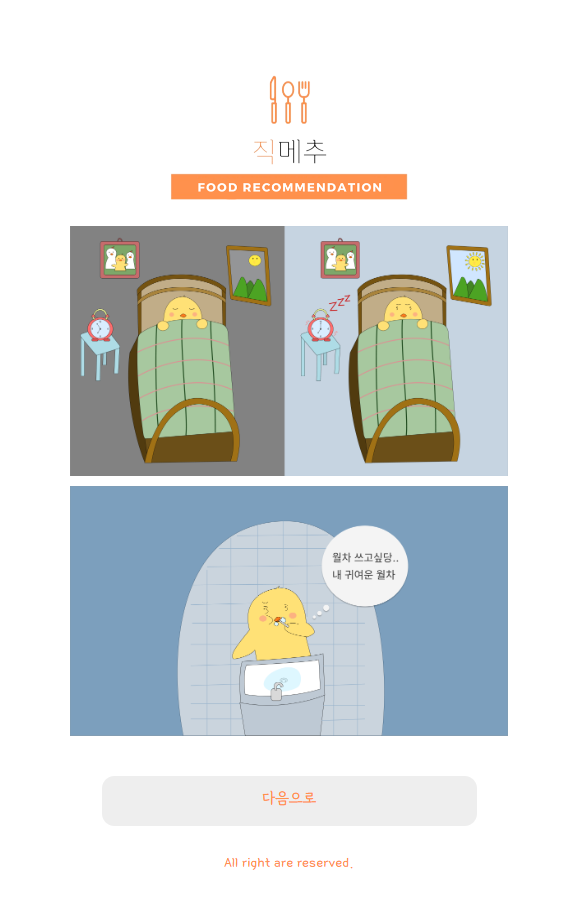 직메추
FOOD RECOMMENDATION
zzz
월차 쓰고싶당..
내 귀여운 월차
다음으로
All right are reserved.